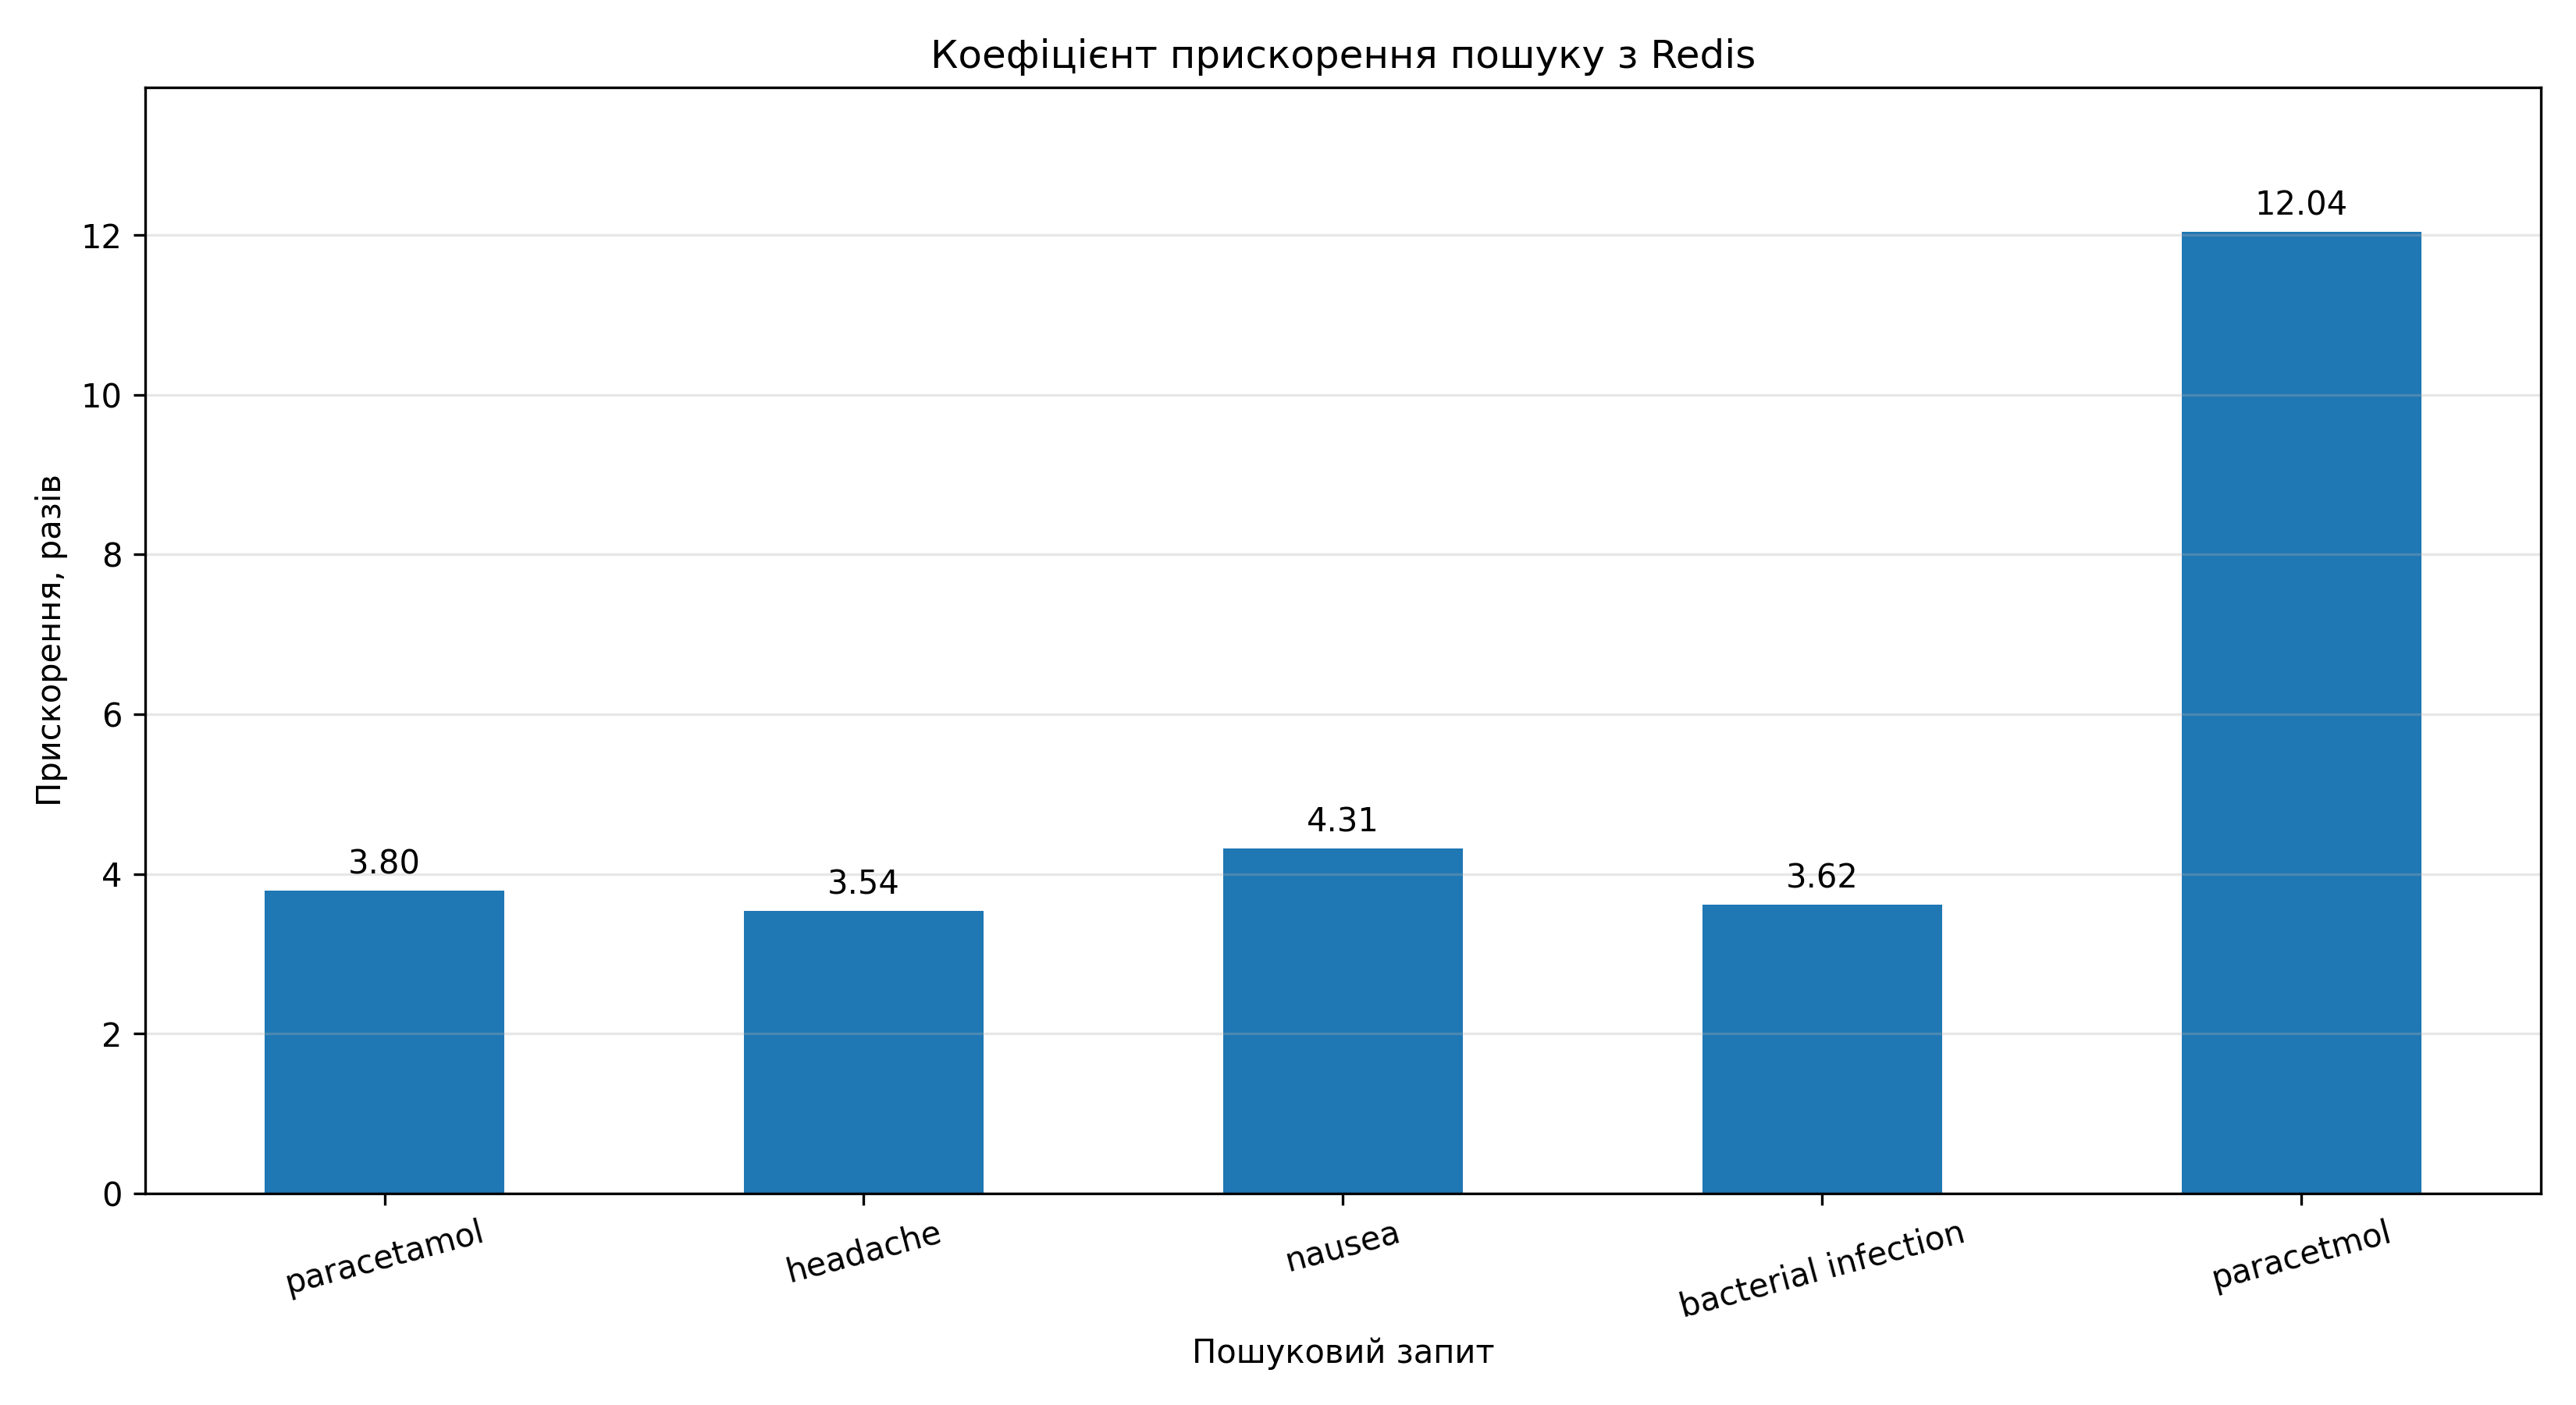 Коефіцієнт прискорення пошуку з Redis
Прискорення, разів
12
10
8
6
4
2
0
3.80
3.54
4.31
3.62
12.04
paracetamol
headache
nausea
bacterial infection
paracetmol
Пошуковий запит